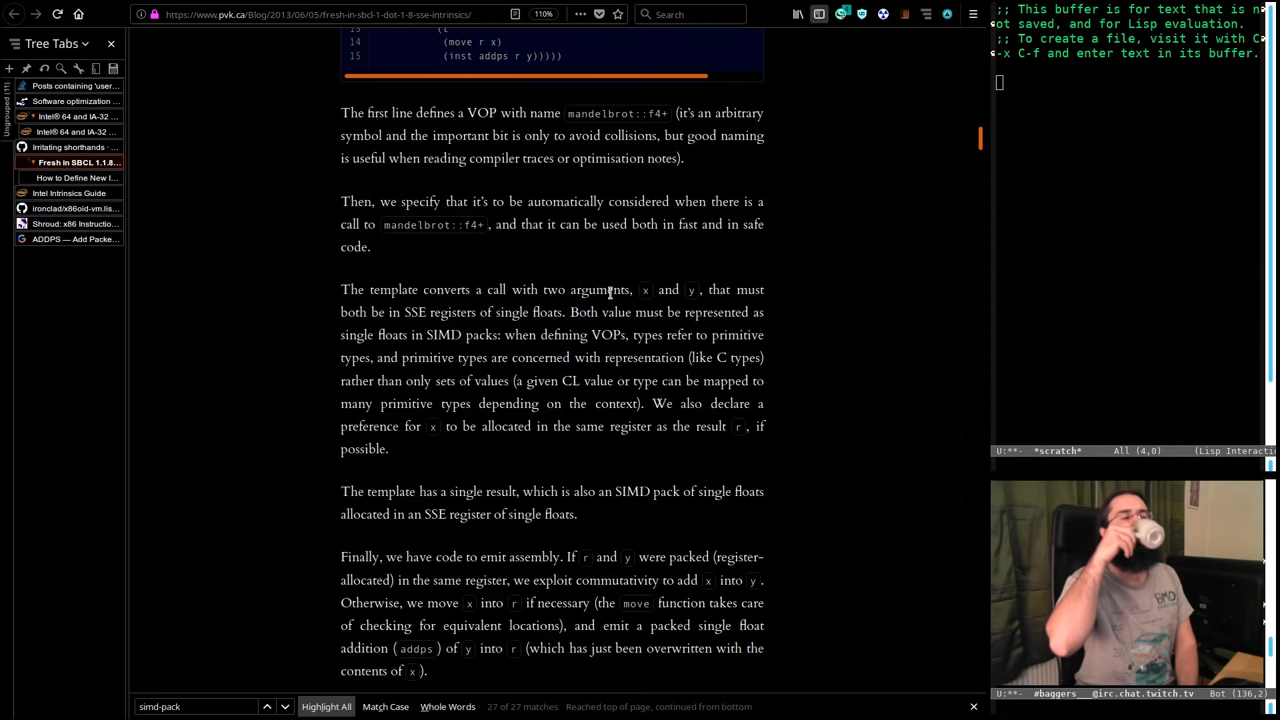 https://www.pvk.ca/Blog/2013/06/05/fresh-in-sbcl-1-dot-1-8-sse-intrinsics/
110%
Search
Tree Tabs
Ungrouped (11)
Posts containing 'user...
Software optimization ...
Intel® 64 and IA-32
Intel® 64 and IA-32 ...
Irritating shorthands ·
Fresh in SBCL 1.1.8...
How to Define New I...
Intel Intrinsics Guide
ironclad/x86oid-vm.lis...
Shroud: x86 Instructio...
ADDPS — Add Packe...
13 (t
14 (move r x)
15 (inst addps r y)))))
The first line defines a VOP with name mandelbrot::f4+ (it's an arbitrary
symbol and the important bit is only to avoid collisions, but good naming
is useful when reading compiler traces or optimisation notes).
Then, we specify that it's to be automatically considered when there is a
call to mandelbrot::f4+, and that it can be used both in fast and in safe
code.
The template converts a call with two arguments, x and y, that must
both be in SSE registers of single floats. Both value must be represented as
single floats in SIMD packs: when defining VOPs, types refer to primitive
types, and primitive types are concerned with representation (like C types)
rather than only sets of values (a given CL value or type can be mapped to
many primitive types depending on the context). We also declare a
preference for x to be allocated in the same register as the result r, if
possible.
The template has a single result, which is also an SIMD pack of single floats
allocated in an SSE register of single floats.
Finally, we have code to emit assembly. If r and y were packed (register-
allocated) in the same register, we exploit commutativity to add x into y.
Otherwise, we move x into r if necessary (the move function takes care
of checking for equivalent locations), and emit a packed single float
addition (addps) of y into r (which has just been overwritten with the
contents of x).
simd-pack
Highlight All
Match Case
Whole Words
27 of 27 matches
Reached top of page, continued from bottom
;; This buffer is for text that is n
ot saved, and for Lisp evaluation.
;; To create a file, visit it with C
-x C-f and enter text in its buffer.
U:**- *scratch* All (4,0) (Lisp Interacti
U:**- #baggers___@irc.chat.twitch.tv Bot (136,2)